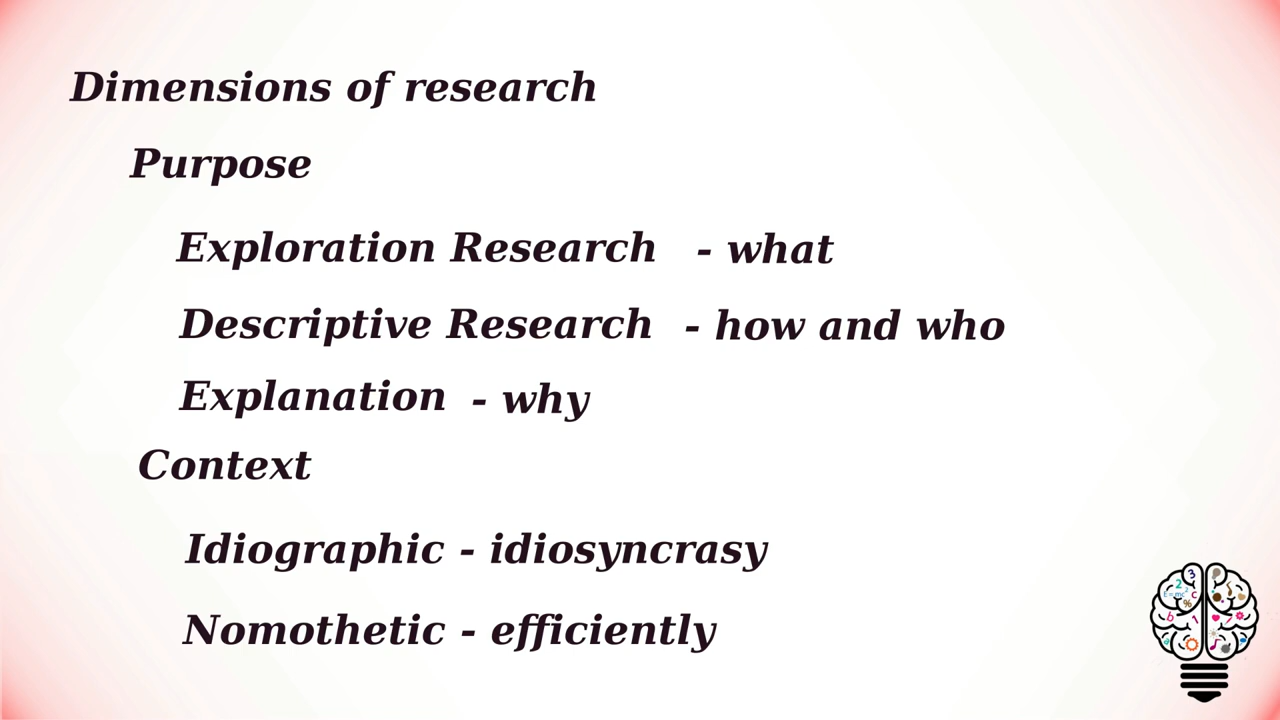 Dimensions of research
Purpose
Exploration Research - what
Descriptive Research - how and who
Explanation - why
Context
Idiographic - idiosyncrasy
Nomothetic - efficiently